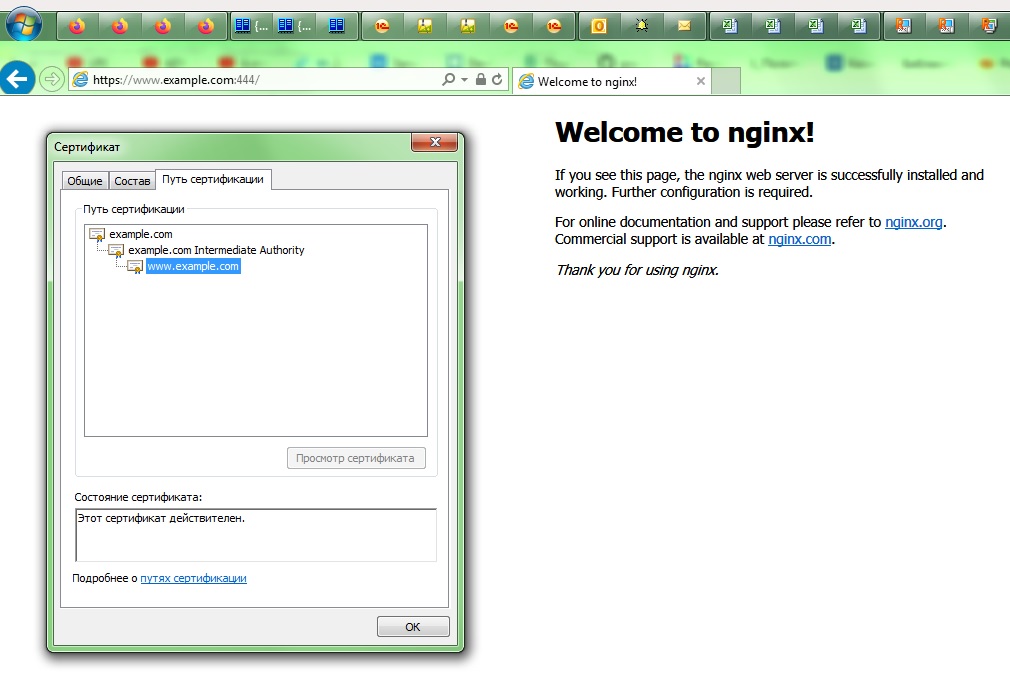 {...
{...
https://www.example.com:444/
Welcome to nginx!
Сертификат
Общие
Состав
Путь сертификации
Путь сертификации
example.com
example.com Intermediate Authority
www.example.com
Просмотр сертификата
Состояние сертификата:
Этот сертификат действителен.
Подробнее о путях сертификации
OK
Welcome to nginx!
If you see this page, the nginx web server is successfully installed and
working. Further configuration is required.
For online documentation and support please refer to nginx.org.
Commercial support is available at nginx.com.
Thank you for using nginx.